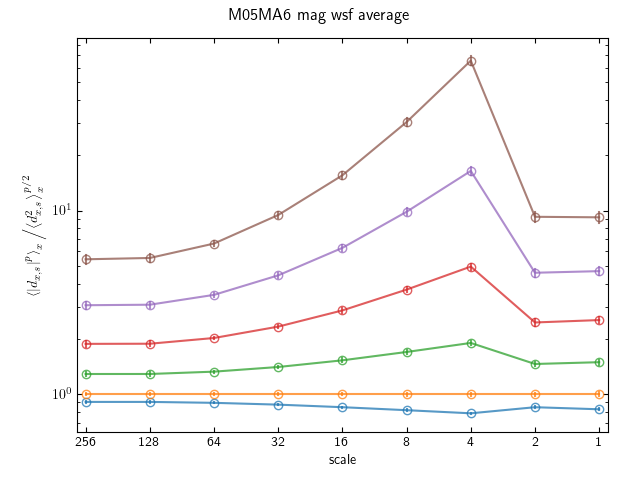 M05MA6 mag wsf average
⟨|d_{x,s}|^p⟩_x / ⟨d²_{x,s}⟩_x^{p/2}
10¹
10⁰
256 128 64 32 16 8 4 2 1
scale